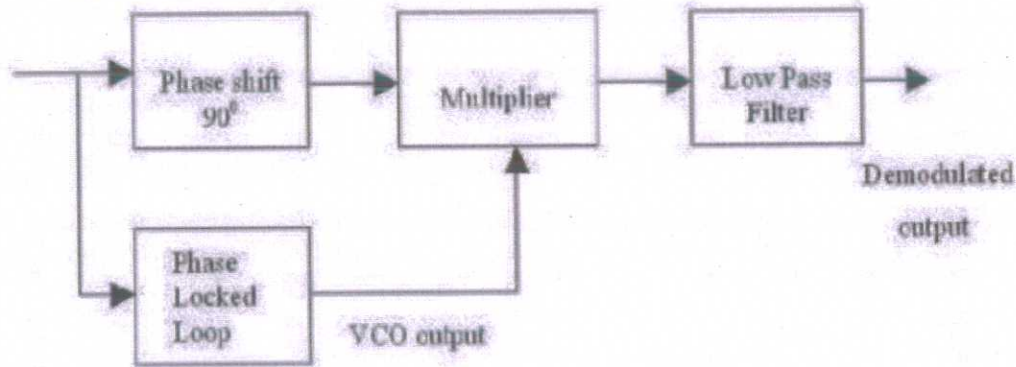 Phase shift
90⁰
Multiplier
Low Pass
Filter
Demodulated
output
Phase
Locked
Loop
VCO output